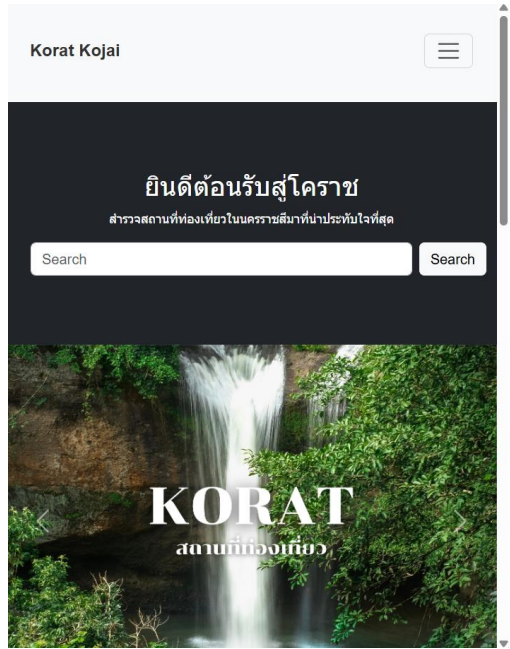 Korat Kojai
ยินดีต้อนรับสู่โคราช
สำรวจสถานที่ท่องเที่ยวในนครราชสีมาที่น่าประทับใจที่สุด
Search
Search
KORAT
สถานที่ท่องเที่ยว